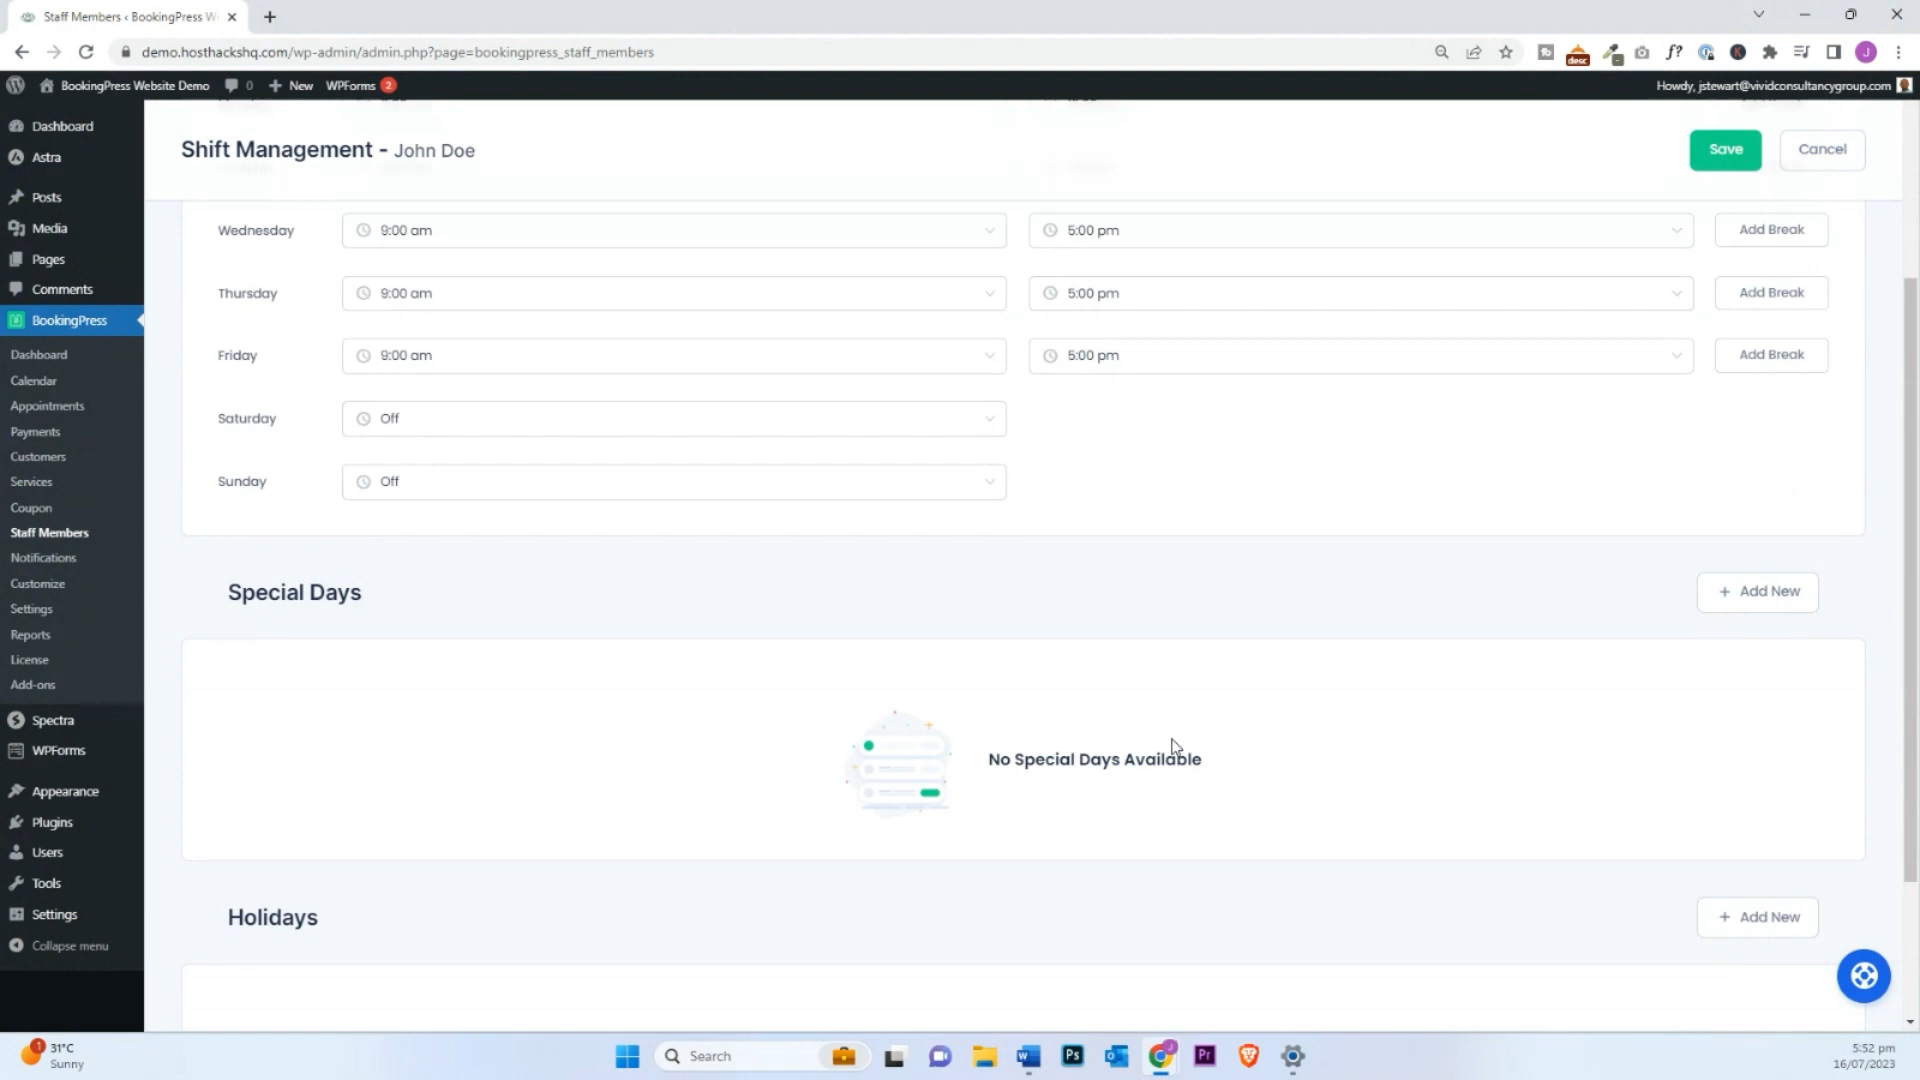 Staff Members ‹ BookingPress W
demo.hosthackshq.com/wp-admin/admin.php?page=bookingpress_staff_members
desc
f?
K
J
BookingPress Website Demo
0
New
WPForms 2
Howdy, jstewart@vividconsultancygroup.com
Dashboard
Astra
Posts
Media
Pages
Comments
BookingPress
Dashboard
Calendar
Appointments
Payments
Customers
Services
Coupon
Staff Members
Notifications
Customize
Settings
Reports
License
Add-ons
Spectra
WPForms
Appearance
Plugins
Users
Tools
Settings
Collapse menu
Shift Management - John Doe
Save
Cancel
Wednesday 9:00 am 5:00 pm Add Break
Thursday 9:00 am 5:00 pm Add Break
Friday 9:00 am 5:00 pm Add Break
Saturday Off
Sunday Off
Special Days
+ Add New
No Special Days Available
Holidays
+ Add New
1
31°C
Sunny
Search
Ps
Pr
5:52 pm
16/07/2023